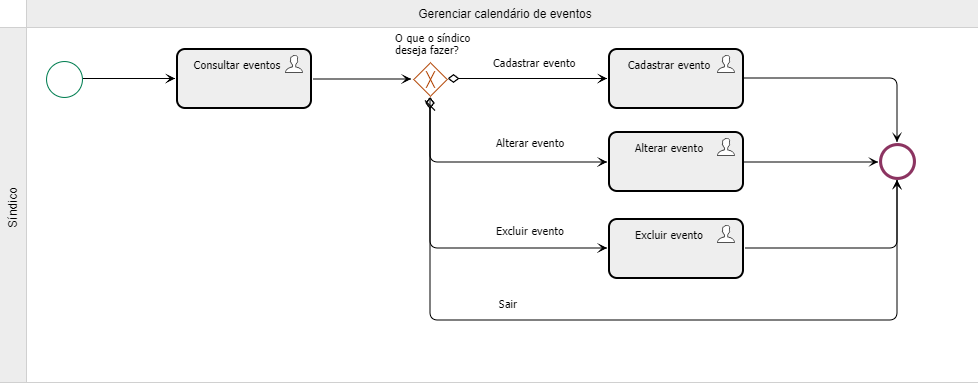 Gerenciar calendário de eventos
Síndico
O que o síndico
deseja fazer?
Consultar eventos
Cadastrar evento
Cadastrar evento
Alterar evento
Alterar evento
Excluir evento
Excluir evento
Sair